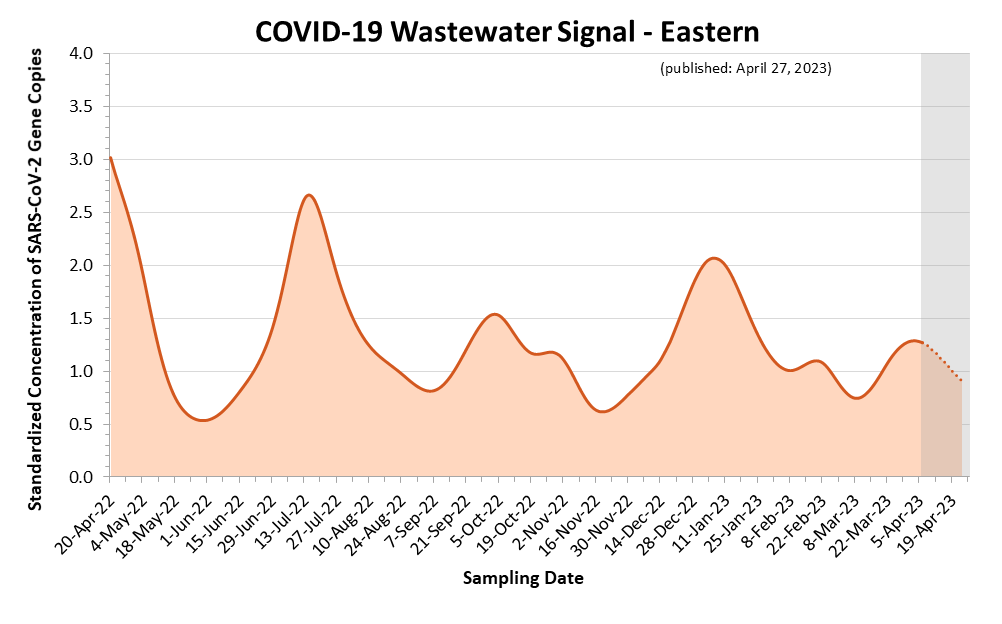 COVID-19 Wastewater Signal - Eastern
(published: April 27, 2023)
Standardized Concentration of SARS-CoV-2 Gene Copies
4.0
3.5
3.0
2.5
2.0
1.5
1.0
0.5
0.0
20-Apr-22
4-May-22
18-May-22
1-Jun-22
15-Jun-22
29-Jun-22
13-Jul-22
27-Jul-22
10-Aug-22
24-Aug-22
7-Sep-22
21-Sep-22
5-Oct-22
19-Oct-22
2-Nov-22
16-Nov-22
30-Nov-22
14-Dec-22
28-Dec-22
11-Jan-23
25-Jan-23
8-Feb-23
22-Feb-23
8-Mar-23
22-Mar-23
5-Apr-23
19-Apr-23
Sampling Date